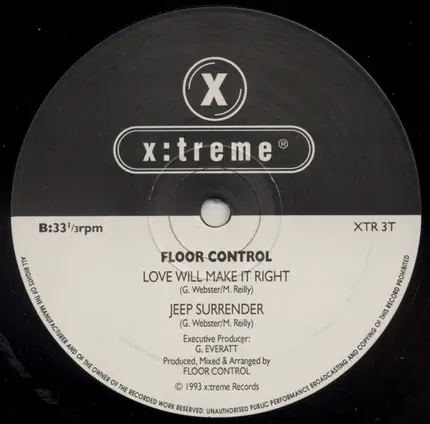 X
x:treme®
B:33 1/3rpm
XTR 3T
FLOOR CONTROL
LOVE WILL MAKE IT RIGHT
(G. Webster/M. Reilly)
JEEP SURRENDER
(G. Webster/M. Reilly)
Executive Producer:
G. EVERATT
Produced, Mixed & Arranged by
FLOOR CONTROL
© 1993 x:treme Records
ALL RIGHTS OF THE MANUFACTURER AND OF THE OWNER OF THE RECORDED WORK RESERVED. UNAUTHORISED PUBLIC PERFORMANCE BROADCASTING AND COPYING OF THIS RECORD PROHIBITED